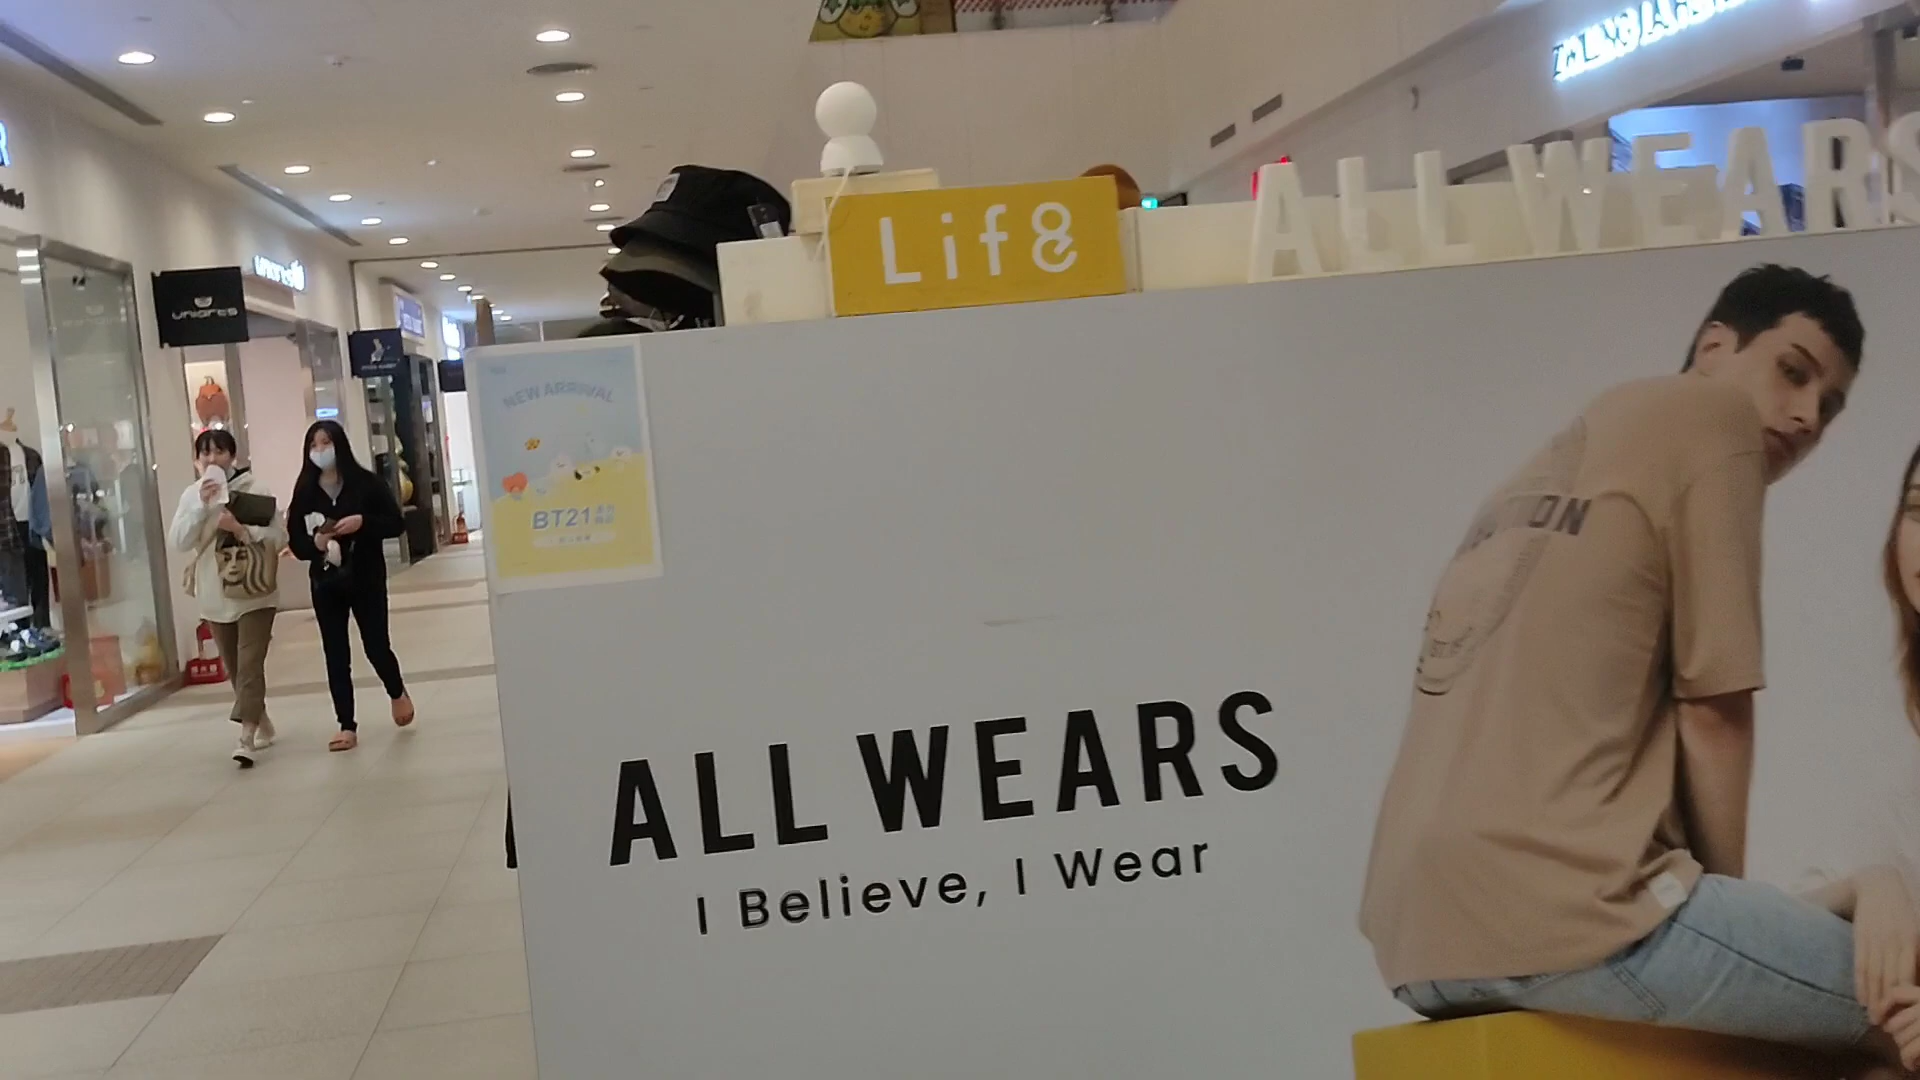 uniarts
Lif8
ALL WEARS
NEW ARRIVAL
BT21
ALL WEARS
I Believe, I Wear